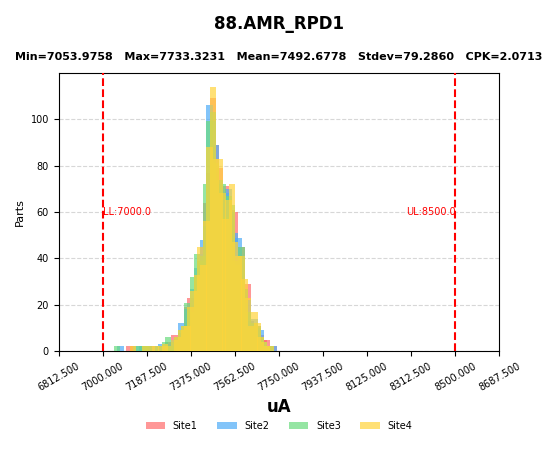 88.AMR_RPD1
Min=7053.9758 Max=7733.3231 Mean=7492.6778 Stdev=79.2860 CPK=2.0713
100
80
Parts
60
LL:7000.0
UL:8500.0
40
20
0
6812.500 7000.000 7187.500 7375.000 7562.500 7750.000 7937.500 8125.000 8312.500 8500.000 8687.500
uA
Site1 Site2 Site3 Site4